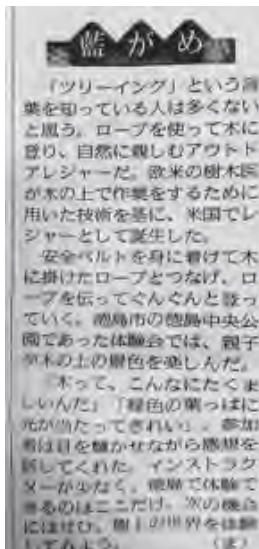 藍がめ
「ツリーイング」という言
葉を知っている人は多くない
と思う。ロープを使って木に
登り、自然に親しむアウトド
アレジャーだ。欧米の樹木医
が木の上で作業をするために
用いた技術を基に、米国でレ
ジャーとして誕生した。
安全ベルトを身に着けて木
に掛けたロープとつなげ、ロ
ープを伝ってぐんぐんと登っ
ていく。徳島市の徳島中央公
園であった体験会では、親子
が木の上の景色を楽しんだ。
「木って、こんなにたくま
しいんだ」「緑色の葉っぱに
光が当たってきれい」。参加
者は目を輝かせながら感想を
話してくれた。インストラク
ターが少なく、徳島で体験で
きるのはここだけ。次の機会
にはぜひ、樹上の世界を体験
してみよう。